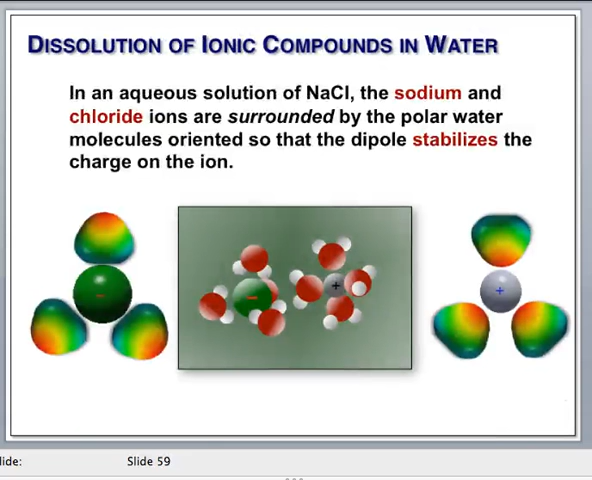 DISSOLUTION OF IONIC COMPOUNDS IN WATER
In an aqueous solution of NaCl, the sodium and
chloride ions are surrounded by the polar water
molecules oriented so that the dipole stabilizes the
charge on the ion.
-
-
+
+
lide:
Slide 59